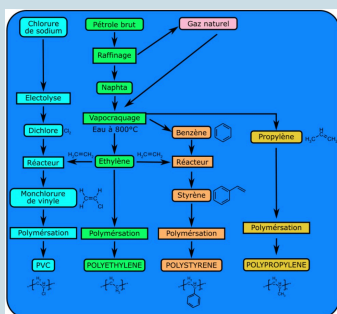 Chlorure
de sodium
Pétrole brut
Gaz naturel
Raffinage
Naphta
Electolyse
Vapocraquage
Eau à 800°C
Dichlore Cl₂
Benzène
Propylène
Réacteur
Ethylène
Réacteur
Monchlorure
de vinyle
Styrène
Polymérsation
Polymérsation
Polymérsation
Polymérsation
PVC
POLYETHYLENE
POLYSTYRENE
POLYPROPYLENE